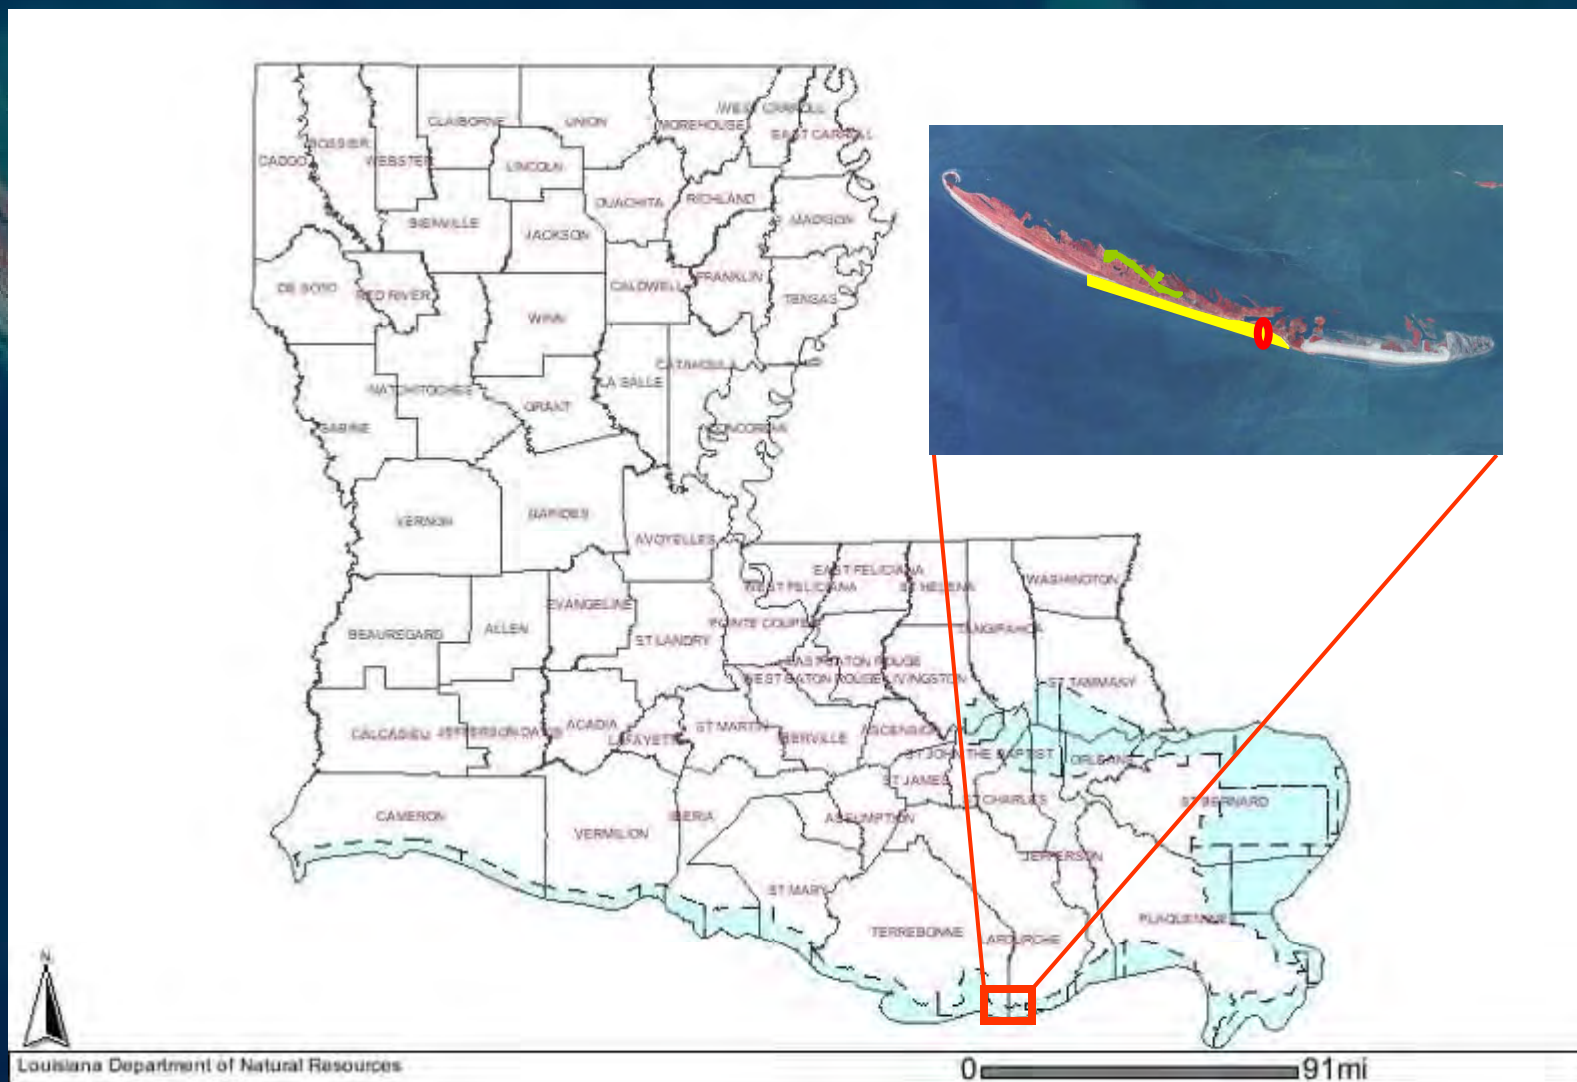 CLAIBORNE
UNION
MOREHOUSE
WEST CARROLL
EAST CARROLL
CADDO
BOSSIER
WEBSTER
LINCOLN
OUACHITA
RICHLAND
MADISON
BIENVILLE
JACKSON
DE SOTO
RED RIVER
CALDWELL
FRANKLIN
TENSAS
WINN
NATCHITOCHES
LA SALLE
CATAHOULA
GRANT
SABINE
CONCORDIA
VERNON
RAPIDES
AVOYELLES
EAST FELICIANA
WEST FELICIANA
ST HELENA
WASHINGTON
EVANGELINE
BEAUREGARD
ALLEN
ST LANDRY
POINTE COUPEE
TANGIPAHOA
EAST BATON ROUGE
WEST BATON ROUGE
LIVINGSTON
ST TAMMANY
CALCASIEU
JEFFERSON DAVIS
ACADIA
LAFAYETTE
ST MARTIN
IBERVILLE
ASCENSION
ST JOHN THE BAPTIST
ORLEANS
ST JAMES
ST CHARLES
ST BERNARD
CAMERON
VERMILION
IBERIA
ASSUMPTION
JEFFERSON
ST MARY
TERREBONNE
LAFOURCHE
PLAQUEMINES
N
Louisiana Department of Natural Resources
0 91mi